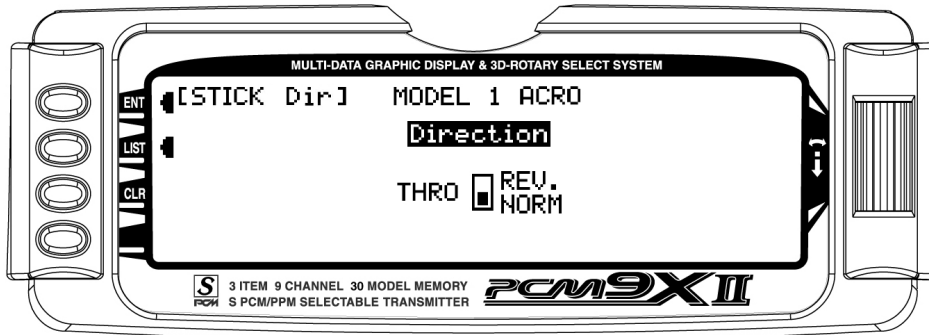 MULTI-DATA GRAPHIC DISPLAY & 3D-ROTARY SELECT SYSTEM
ENT
LIST
CLR
[STICK Dir] MODEL 1 ACRO
Direction
THRO REV.
NORM
S PCM 3 ITEM 9 CHANNEL 30 MODEL MEMORY
S PCM/PPM SELECTABLE TRANSMITTER
PCM9XII